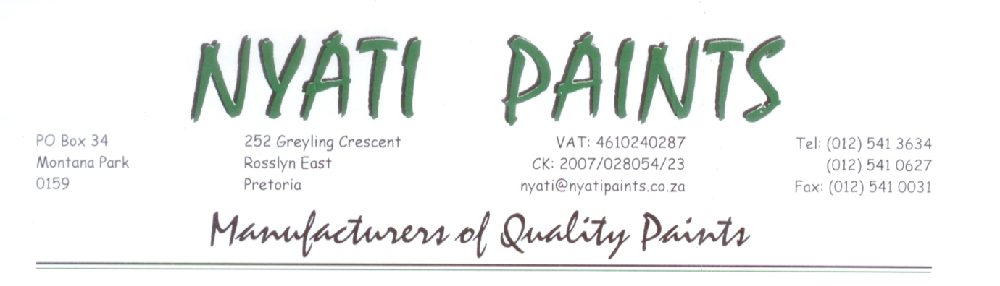 NYATI PAINTS
PO Box 34
Montana Park
0159
252 Greyling Crescent
Rosslyn East
Pretoria
VAT: 4610240287
CK: 2007/028054/23
nyati@nyatipaints.co.za
Tel: (012) 541 3634
(012) 541 0627
Fax: (012) 541 0031
Manufacturers of Quality Paints